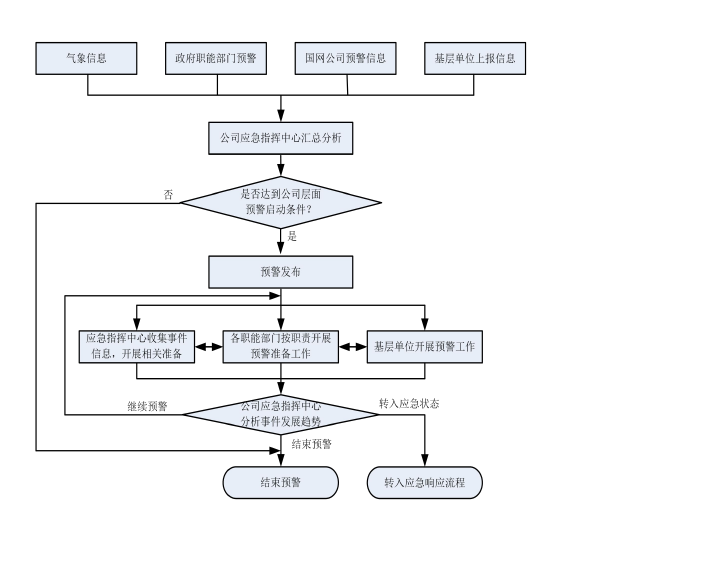 气象信息
政府职能部门预警
国网公司预警信息
基层单位上报信息
公司应急指挥中心汇总分析
否
是否达到公司层面
预警启动条件?
是
预警发布
应急指挥中心收集事件
信息，开展相关准备
各职能部门按职责开展
预警准备工作
基层单位开展预警工作
继续预警
公司应急指挥中心
分析事件发展趋势
转入应急状态
结束预警
结束预警
转入应急响应流程